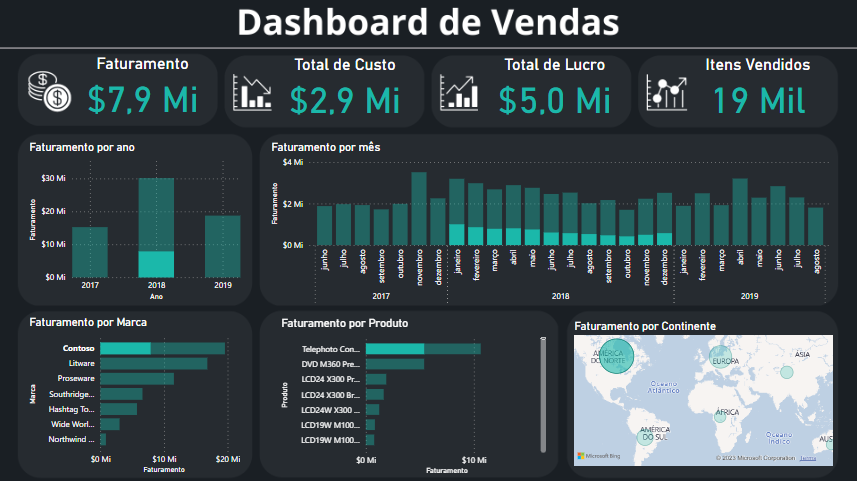 Dashboard de Vendas
Faturamento
$7,9 Mi
Total de Custo
$2,9 Mi
Total de Lucro
$5,0 Mi
Itens Vendidos
19 Mil
Faturamento por ano
Faturamento
$30 Mi
$20 Mi
$10 Mi
$0 Mi
2017
2018
2019
Ano
Faturamento por mês
Faturamento
$4 Mi
$2 Mi
$0 Mi
junho
julho
agosto
setembro
outubro
novembro
dezembro
janeiro
fevereiro
março
abril
maio
junho
julho
agosto
setembro
outubro
novembro
dezembro
janeiro
fevereiro
março
abril
maio
junho
julho
agosto
2017
2018
2019
Faturamento por Marca
Marca
Contoso
Litware
Proseware
Southridge...
Hashtag To...
Wide Worl...
Northwind ...
$0 Mi
$10 Mi
$20 Mi
Faturamento
Faturamento por Produto
Produto
Telephoto Con...
DVD M360 Pre...
LCD24 X300 Pr...
LCD24 X300 Br...
LCD24W X300 ...
LCD19W M100...
LCD19W M100...
$0 Mi
$10 Mi
Faturamento
Faturamento por Continente
AMÉRICA
DO NORTE
EUROPA
ÁSIA
Oceano
Atlântico
ÁFRICA
AMÉRICA
DO SUL
Oceano
Índico
AUS
Microsoft Bing
© 2023 Microsoft Corporation Terms